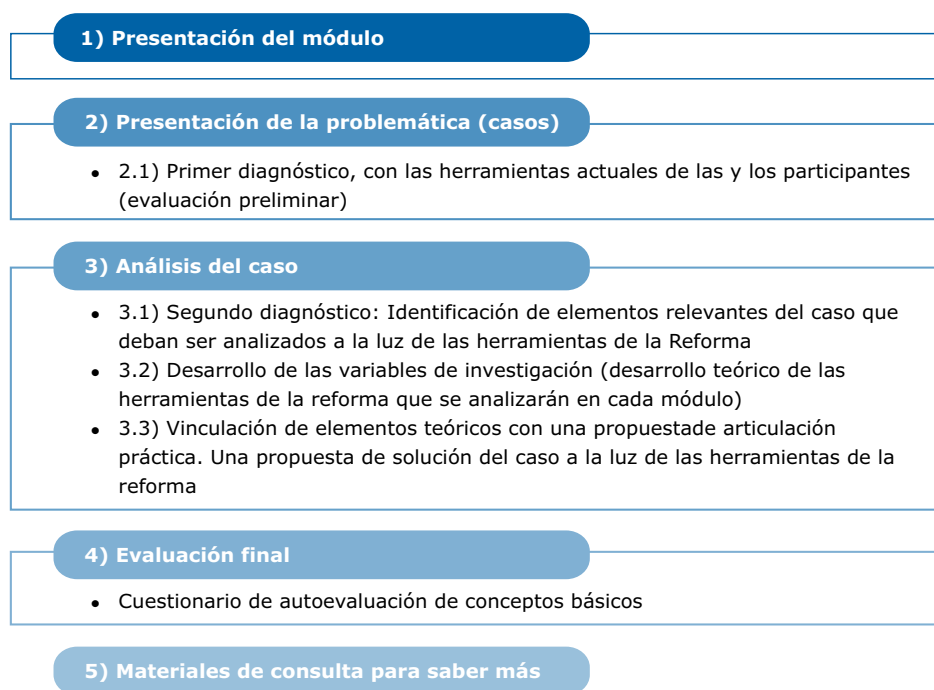 1) Presentación del módulo
2) Presentación de la problemática (casos)
• 2.1) Primer diagnóstico, con las herramientas actuales de las y los participantes
(evaluación preliminar)
3) Análisis del caso
• 3.1) Segundo diagnóstico: Identificación de elementos relevantes del caso que
deban ser analizados a la luz de las herramientas de la Reforma
• 3.2) Desarrollo de las variables de investigación (desarrollo teórico de las
herramientas de la reforma que se analizarán en cada módulo)
• 3.3) Vinculación de elementos teóricos con una propuestade articulación
práctica. Una propuesta de solución del caso a la luz de las herramientas de la
reforma
4) Evaluación final
• Cuestionario de autoevaluación de conceptos básicos
5) Materiales de consulta para saber más